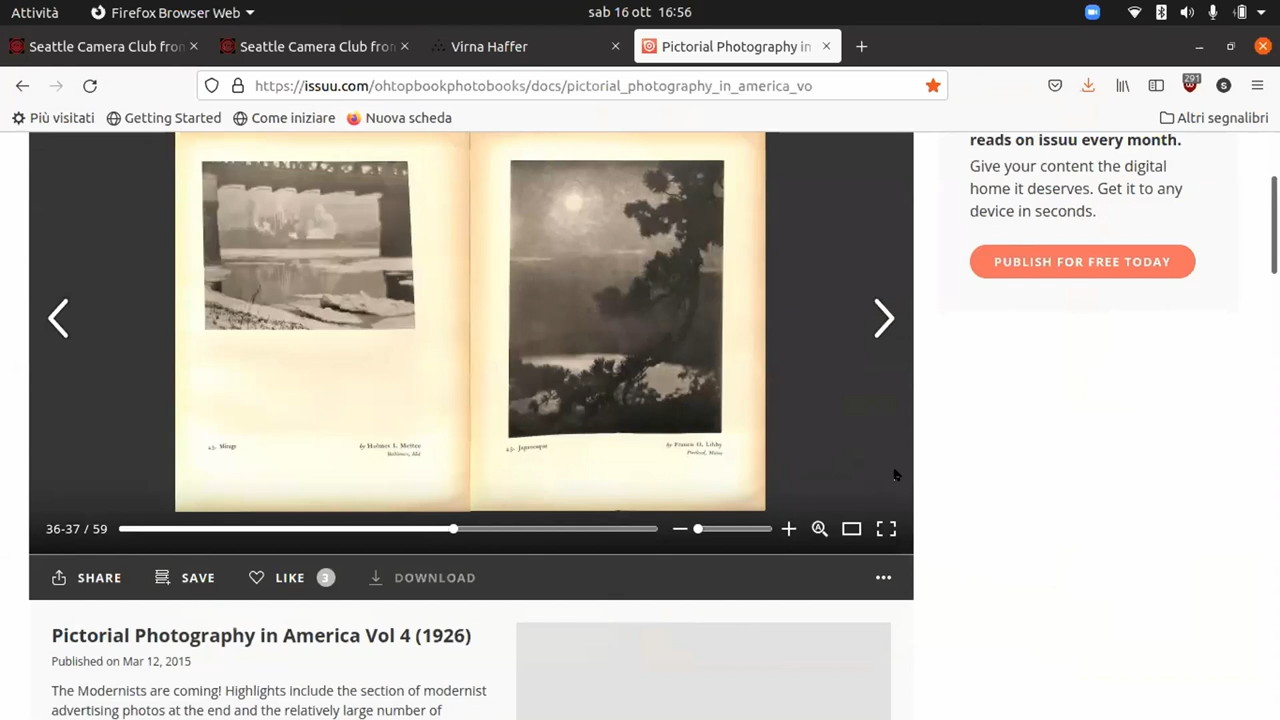 Attività
Firefox Browser Web
sab 16 ott 16:56
Seattle Camera Club fron
Seattle Camera Club fron
Virna Haffer
Pictorial Photography in
291
https://issuu.com/ohtopbookphotobooks/docs/pictorial_photography_in_america_vo
Più visitati
Getting Started
Come iniziare
Nuova scheda
Altri segnalibri
reads on issuu every month.
Give your content the digital
home it deserves. Get it to any
device in seconds.
PUBLISH FOR FREE TODAY
Mirage
by Holmes I. Mettee
Baltimore, Md
Japanesque
by Francis O. Libby
Portland, Maine
36-37 / 59
SHARE
SAVE
LIKE 3
DOWNLOAD
Pictorial Photography in America Vol 4 (1926)
Published on Mar 12, 2015
The Modernists are coming! Highlights include the section of modernist
advertising photos at the end and the relatively large number of